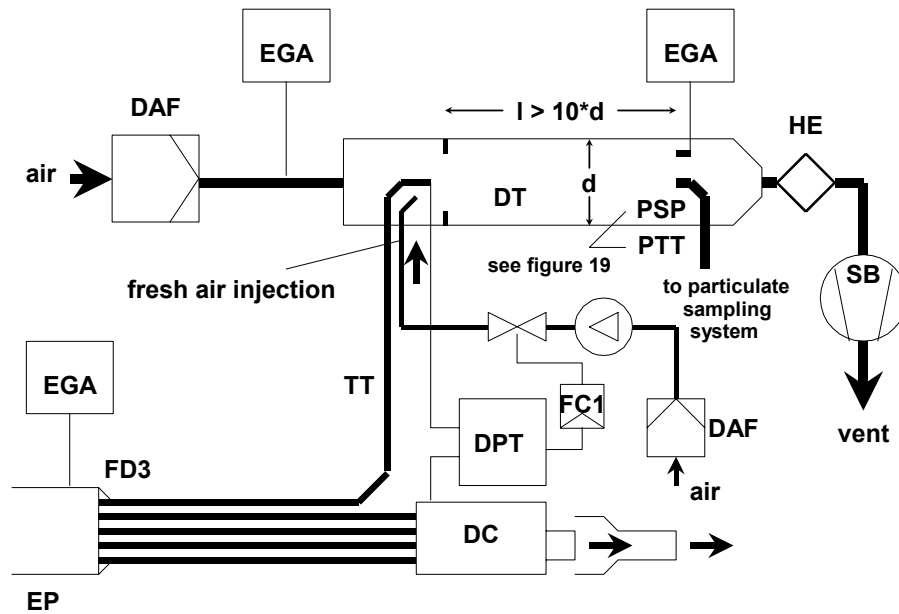 EGA
EGA
DAF
l > 10*d
HE
air
d
DT
PSP
PTT
see figure 19
fresh air injection
to particulate
sampling
system
SB
EGA
TT
FC1
DAF
vent
DPT
FD3
air
DC
EP